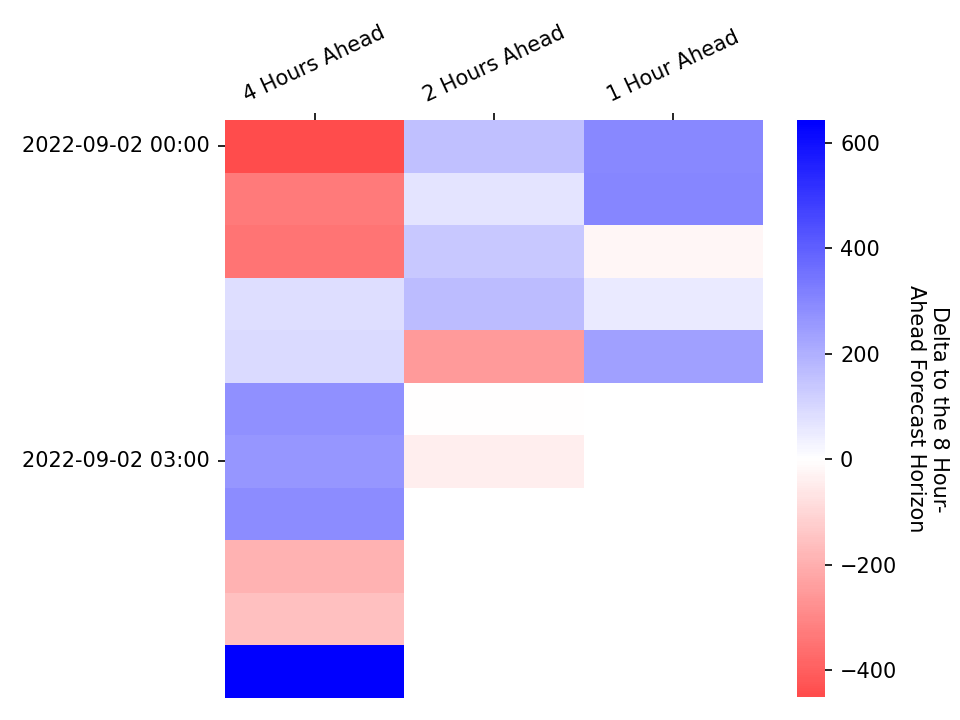 4 Hours Ahead
2 Hours Ahead
1 Hour Ahead
2022-09-02 00:00
2022-09-02 03:00
600
400
200
0
−200
−400
Delta to the 8 Hour-
Ahead Forecast Horizon